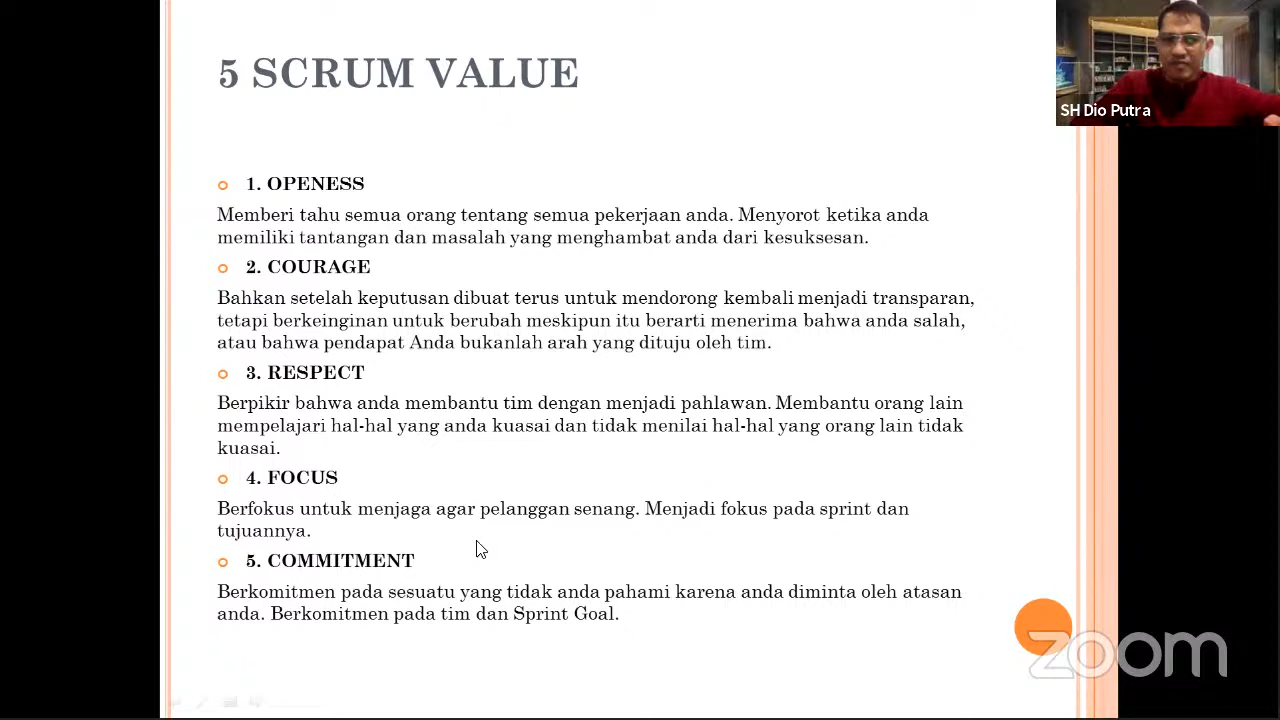 5 SCRUM VALUE
SH Dio Putra
1. OPENESS
Memberi tahu semua orang tentang semua pekerjaan anda. Menyorot ketika anda
memiliki tantangan dan masalah yang menghambat anda dari kesuksesan.
2. COURAGE
Bahkan setelah keputusan dibuat terus untuk mendorong kembali menjadi transparan,
tetapi berkeinginan untuk berubah meskipun itu berarti menerima bahwa anda salah,
atau bahwa pendapat Anda bukanlah arah yang dituju oleh tim.
3. RESPECT
Berpikir bahwa anda membantu tim dengan menjadi pahlawan. Membantu orang lain
mempelajari hal-hal yang anda kuasai dan tidak menilai hal-hal yang orang lain tidak
kuasai.
4. FOCUS
Berfokus untuk menjaga agar pelanggan senang. Menjadi fokus pada sprint dan
tujuannya.
5. COMMITMENT
Berkomitmen pada sesuatu yang tidak anda pahami karena anda diminta oleh atasan
anda. Berkomitmen pada tim dan Sprint Goal.
zoom